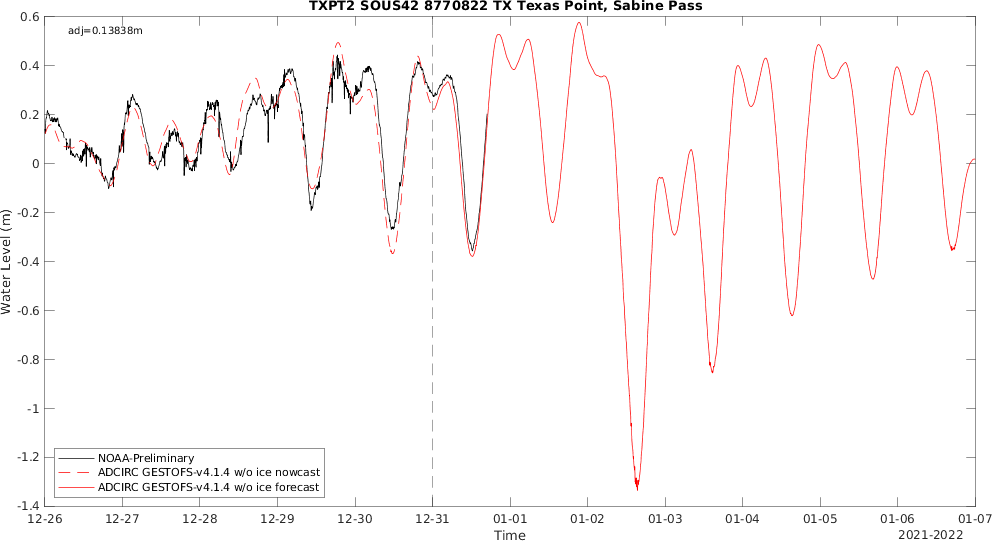 TXPT2 SOUS42 8770822 TX Texas Point, Sabine Pass
adj=0.13838m
0.6
0.4
0.2
0
-0.2
-0.4
-0.6
-0.8
-1
-1.2
-1.4
Water Level (m)
NOAA-Preliminary
ADCIRC GESTOFS-v4.1.4 w/o ice nowcast
ADCIRC GESTOFS-v4.1.4 w/o ice forecast
12-26 12-27 12-28 12-29 12-30 12-31 01-01 01-02 01-03 01-04 01-05 01-06 01-07
Time
2021-2022